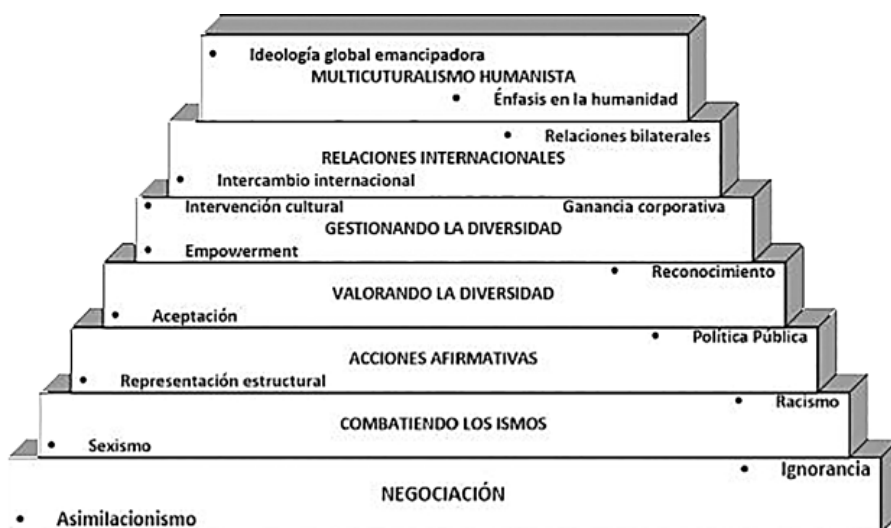 • Ideología global emancipadora
MULTICUTURALISMO HUMANISTA
• Énfasis en la humanidad
• Relaciones bilaterales
RELACIONES INTERNACIONALES
• Intercambio internacional
• Intervención cultural Ganancia corporativa
GESTIONANDO LA DIVERSIDAD
• Empowerment
• Reconocimiento
VALORANDO LA DIVERSIDAD
• Aceptación
• Política Pública
ACCIONES AFIRMATIVAS
• Representación estructural
• Racismo
COMBATIENDO LOS ISMOS
• Sexismo
• Ignorancia
NEGOCIACIÓN
• Asimilacionismo